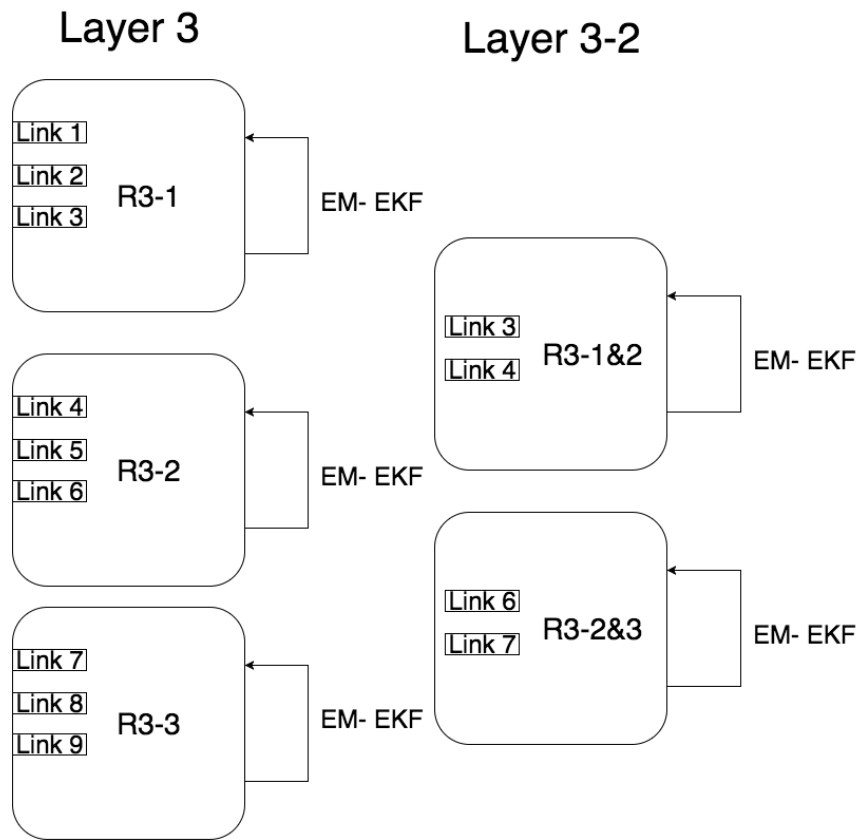 Layer 3
Link 1
Link 2
Link 3
R3-1
EM- EKF
Link 4
Link 5
Link 6
R3-2
EM- EKF
Link 7
Link 8
Link 9
R3-3
EM- EKF
Layer 3-2
Link 3
Link 4
R3-1&2
EM- EKF
Link 6
Link 7
R3-2&3
EM- EKF